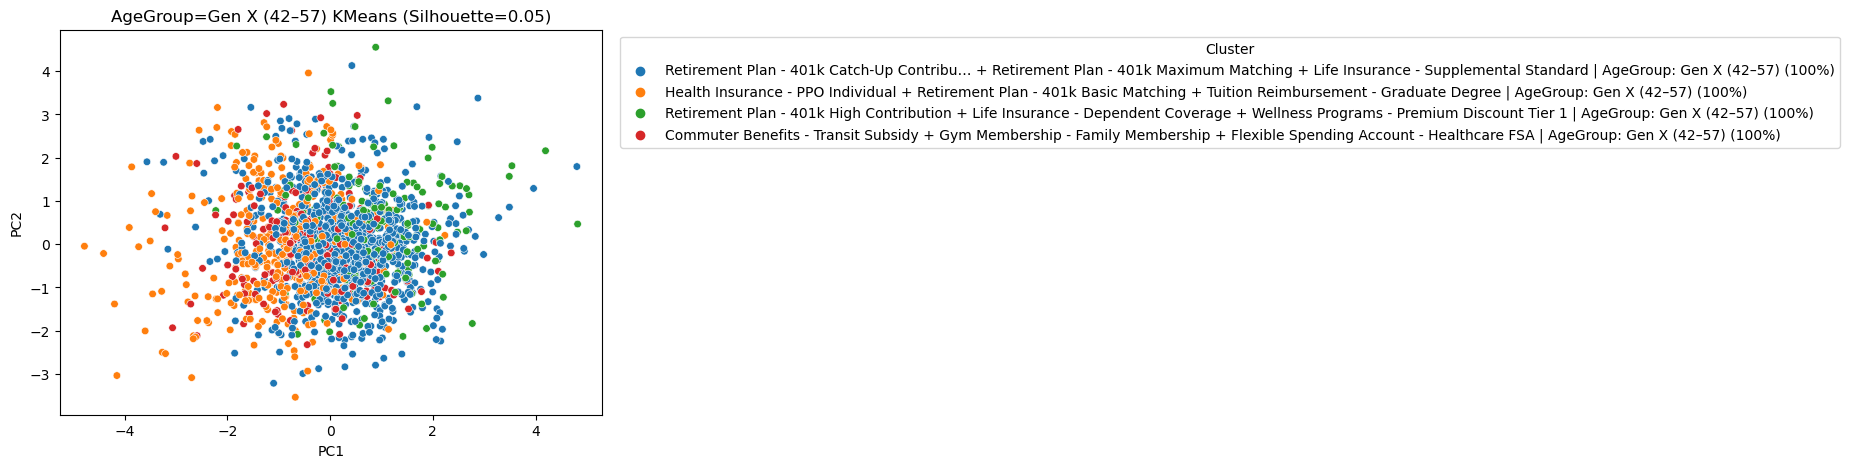 AgeGroup=Gen X (42–57) KMeans (Silhouette=0.05)
Cluster
Retirement Plan - 401k Catch-Up Contribu... + Retirement Plan - 401k Maximum Matching + Life Insurance - Supplemental Standard | AgeGroup: Gen X (42–57) (100%)
Health Insurance - PPO Individual + Retirement Plan - 401k Basic Matching + Tuition Reimbursement - Graduate Degree | AgeGroup: Gen X (42–57) (100%)
Retirement Plan - 401k High Contribution + Life Insurance - Dependent Coverage + Wellness Programs - Premium Discount Tier 1 | AgeGroup: Gen X (42–57) (100%)
Commuter Benefits - Transit Subsidy + Gym Membership - Family Membership + Flexible Spending Account - Healthcare FSA | AgeGroup: Gen X (42–57) (100%)
PC2
4
3
2
1
0
−1
−2
−3
−4 −2 0 2 4
PC1